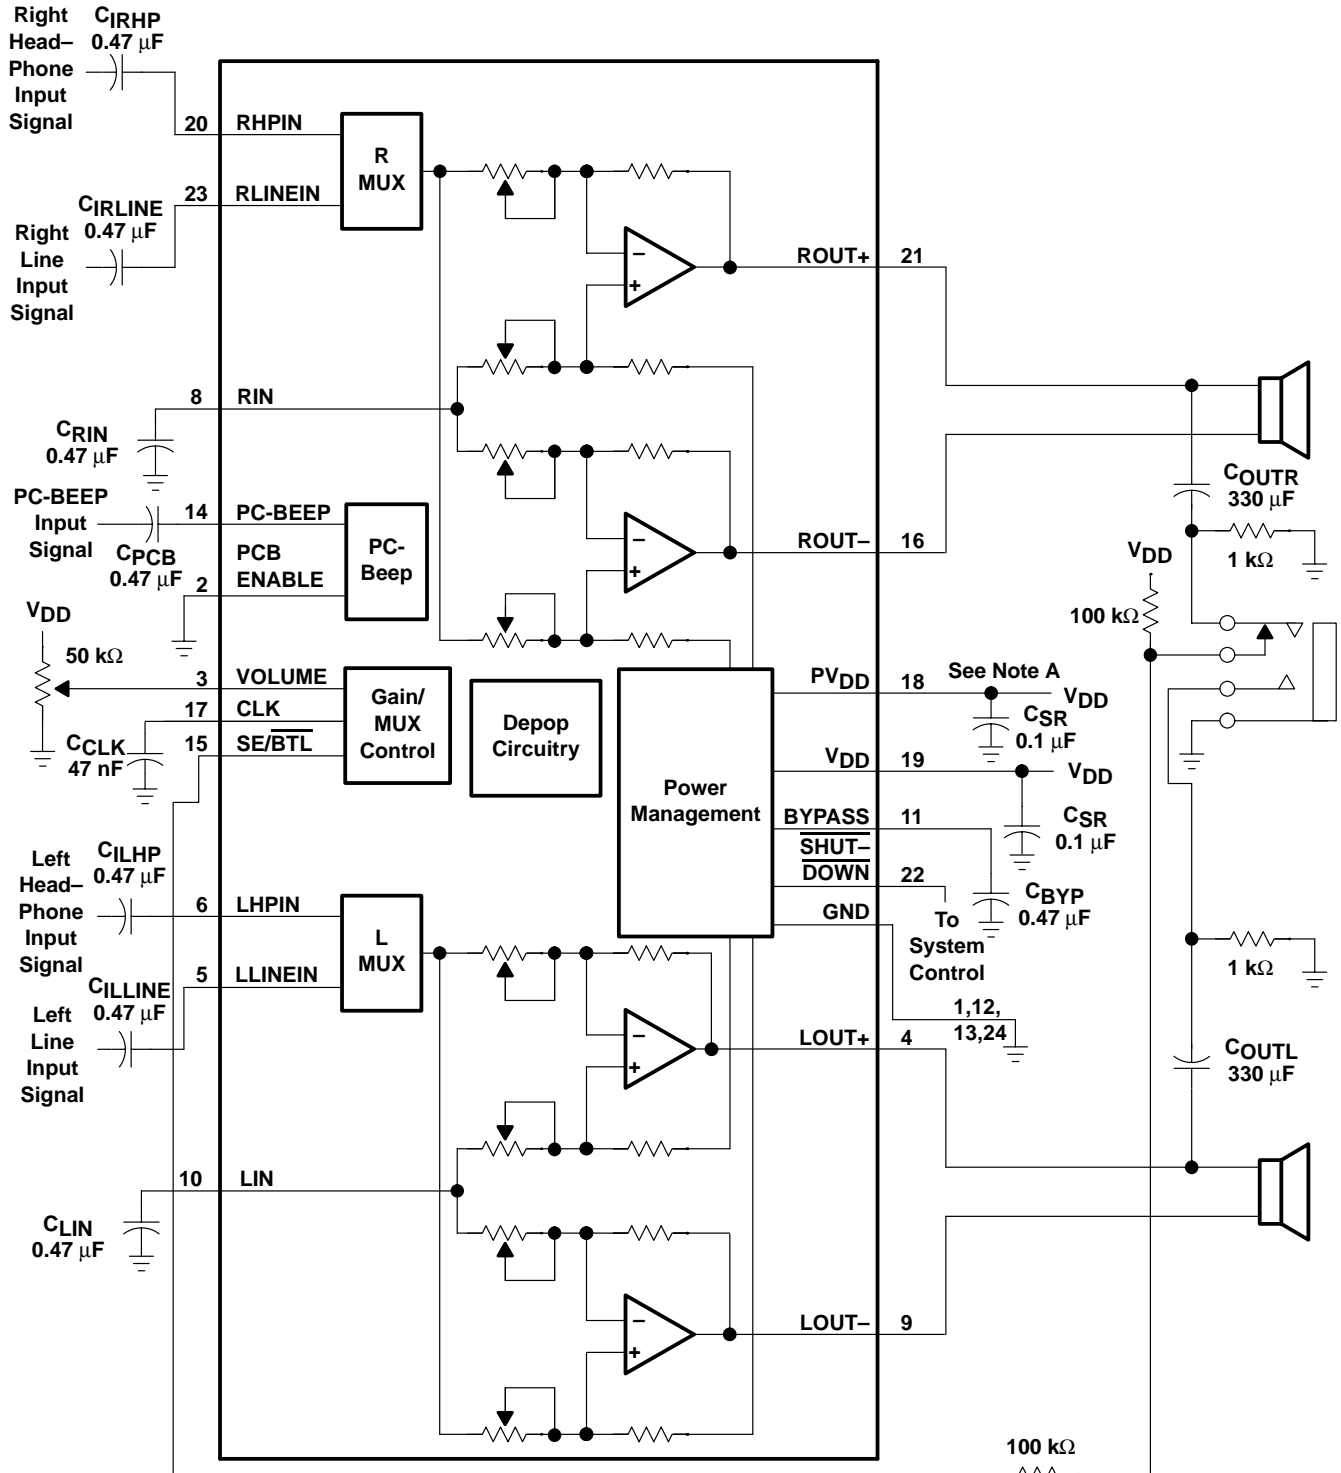 Right
Head–
Phone
Input
Signal
CIRHP
0.47 μF
20
RHPIN
R
MUX
23
RLINEIN
CIRLINE
0.47 μF
Right
Line
Input
Signal
–
+
ROUT+
21
8
RIN
CRIN
0.47 μF
COUTR
330 μF
PC-BEEP
Input
Signal
14
PC-BEEP
CPCB
0.47 μF
PCB
ENABLE
2
PC-
Beep
–
+
ROUT–
16
1 kΩ
VDD
100 kΩ
VDD
50 kΩ
3
VOLUME
17
CLK
15
SE/BTL
CCLK
47 nF
Gain/
MUX
Control
Depop
Circuitry
Power
Management
PVDD
18
See Note A
VDD
CSR
0.1 μF
VDD
19
VDD
CSR
0.1 μF
BYPASS
11
SHUT–
DOWN
22
CBYP
0.47 μF
To
System
Control
GND
1,12,
13,24
Left
Head–
Phone
Input
Signal
CILHP
0.47 μF
6
LHPIN
L
MUX
5
LLINEIN
CILLINE
0.47 μF
Left
Line
Input
Signal
1 kΩ
–
+
LOUT+
4
COUTL
330 μF
10
LIN
CLIN
0.47 μF
–
+
LOUT–
9
100 kΩ